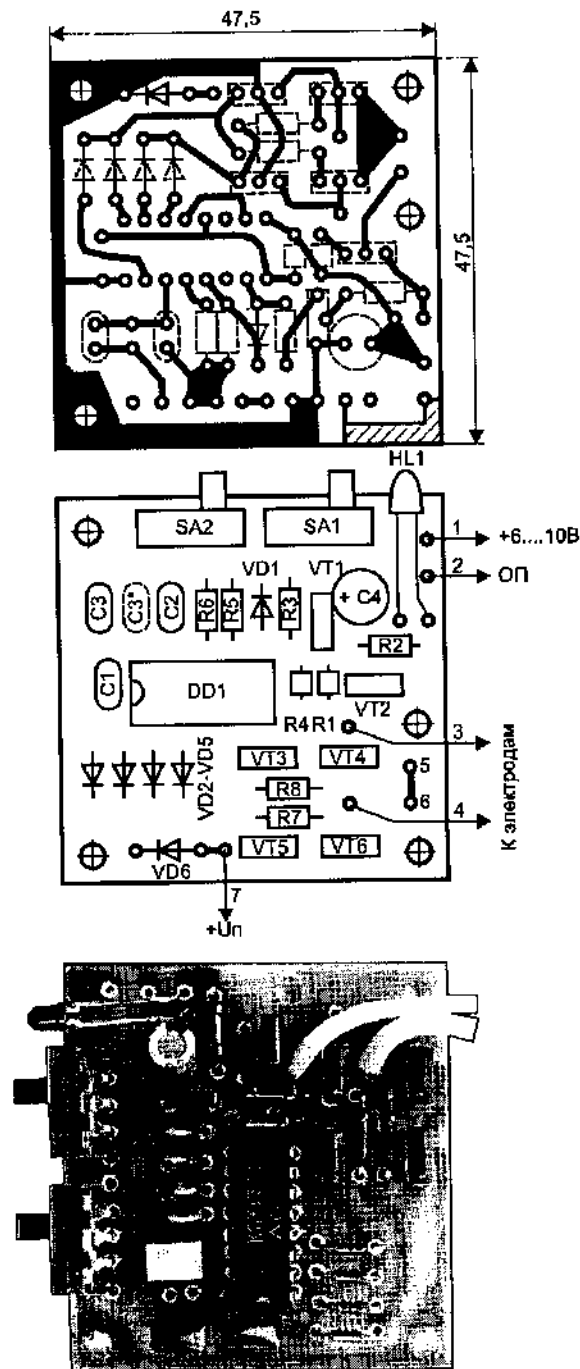 47,5
47,5
HL1
SA2
SA1
1
+6....10В
2
ОП
C3
C3*
C2
R6
R5
VD1
R3
VT1
+ C4
R2
C1
DD1
R4
R1
VT2
3
VD2-VD5
VT3
VT4
5
R8
6
R7
4
К электродам
VT5
VT6
VD6
7
+Uп